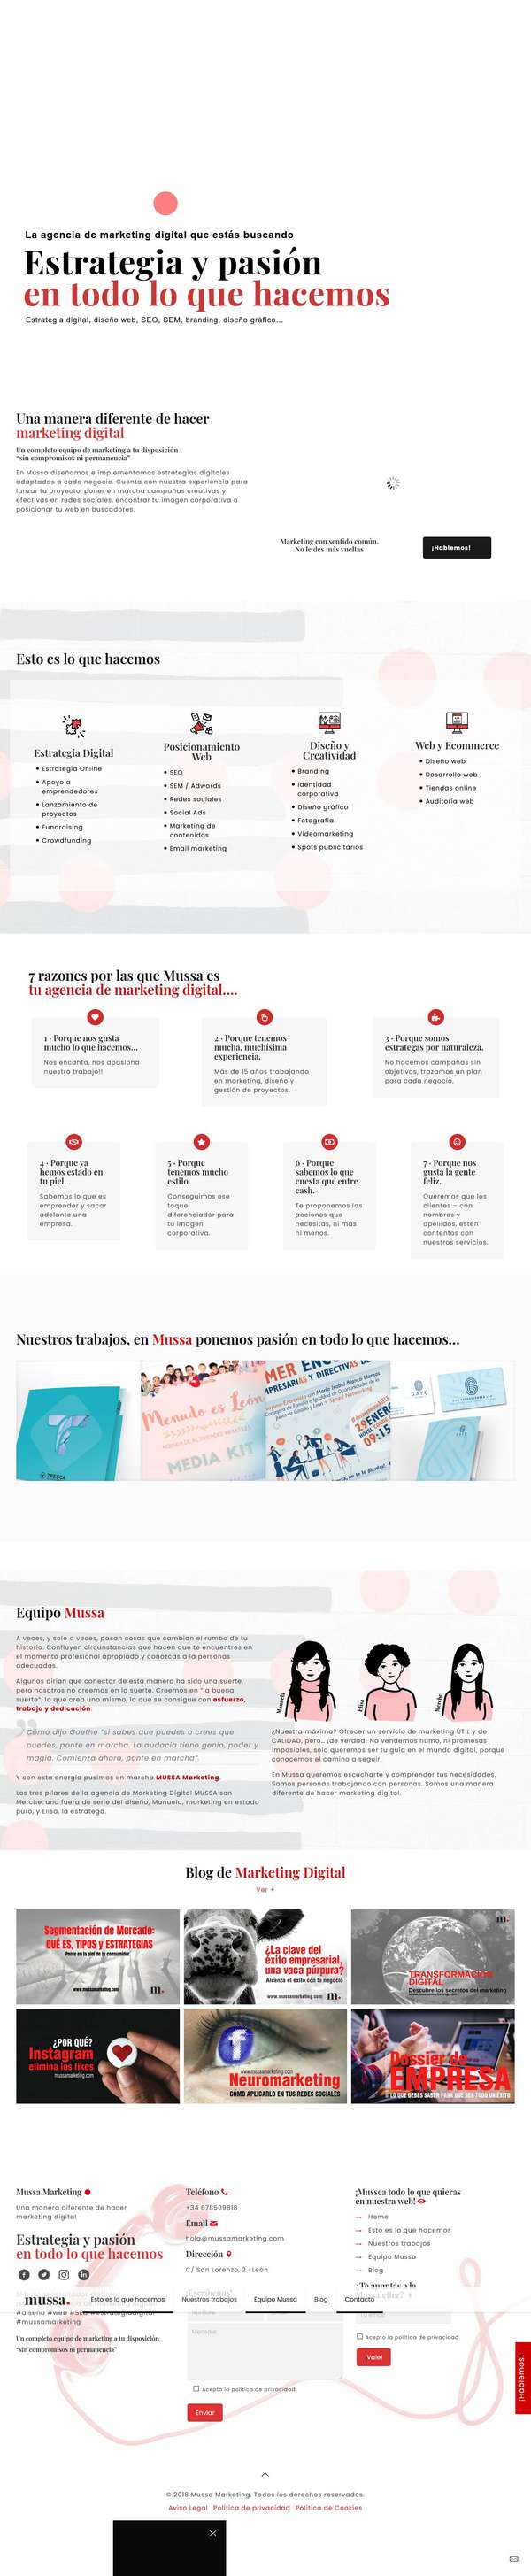 La agencia de marketing digital que estás buscando
Estrategia y pasión
en todo lo que hacemos
Estrategia digital, diseño web, SEO, SEM, branding, diseño gráfico...
Una manera diferente de hacer
marketing digital
Un completo equipo de marketing a tu disposición
“sin compromisos ni permanencia”
En Mussa diseñamos e implementamos estrategias digitales
adaptadas a cada negocio. Cuenta con nuestra experiencia para
lanzar tu proyecto, poner en marcha campañas creativas y
efectivas en redes sociales, encontrar tu imagen corporativa o
posicionar tu web en buscadores.
Marketing con sentido común.
No le des más vueltas
¡Hablemos!
Esto es lo que hacemos
Estrategia Digital
Estrategia Online
Apoyo a
emprendedores
Lanzamiento de
proyectos
Fundraising
Crowdfunding
Posicionamiento
Web
SEO
SEM / Adwords
Redes sociales
Social Ads
Marketing de
contenidos
Email marketing
Diseño y
Creatividad
Branding
Identidad
corporativa
Diseño gráfico
Fotografía
Videomarketing
Spots publicitarios
Web y Ecommerce
Diseño web
Desarrollo web
Tiendas online
Auditoría web
7 razones por las que Mussa es
tu agencia de marketing digital....
1 · Porque nos gusta
mucho lo que hacemos...
Nos encanta, nos apasiona
nuestro trabajo!!
2 · Porque tenemos
mucha, muchísima
experiencia.
Más de 15 años trabajando
en marketing, diseño y
gestión de proyectos.
3 · Porque somos
estrategas por naturaleza.
No hacemos campañas sin
objetivos, trazamos un plan
para cada negocio.
4 · Porque ya
hemos estado en
tu piel.
Sabemos lo que es
emprender y sacar
adelante una
empresa.
5 · Porque
tenemos mucho
estilo.
Conseguimos ese
toque
diferenciador para
tu imagen
corporativa.
6 · Porque
sabemos lo que
cuesta que entre
cash.
Te proponemos las
acciones que
necesitas, ni más
ni menos.
7 · Porque nos
gusta la gente
feliz.
Queremos que los
clientes – con
nombres y
apellidos, estén
contentos con
nuestros servicios.
Nuestros trabajos, en Mussa ponemos pasión en todo lo que hacemos...
TRESCA
Menudo es León
MEDIA KIT
29 ENERO
09:15
GAYO
Equipo Mussa
A veces, y solo a veces, pasan cosas que cambian el rumbo de tu
historia. Confluyen circunstancias que hacen que te encuentres en
el momento profesional apropiado y conozcas a la personas
adecuadas.
Algunos dirían que conectar de esta manera ha sido una suerte,
pero nosotras no creemos en la suerte. Creemos en “la buena
suerte”, la que crea uno mismo, la que se consigue con esfuerzo,
trabajo y dedicación.
Cómo dijo Goethe “si sabes que puedes o crees que
puedes, ponte en marcha. La audacia tiene genio, poder y
magia. Comienza ahora, ponte en marcha”.
Y con esta energía pusimos en marcha MUSSA Marketing.
Los tres pilares de la agencia de Marketing Digital MUSSA son
Merche, una fuera de serie del diseño, Manuela, marketing en estado
puro, y Elisa, la estratega.
Manuela
Elisa
Merche
¿Nuestra máxima? Ofrecer un servicio de marketing ÚTIL y de
CALIDAD, pero... ¡de verdad! No vendemos humo, ni promesas
imposibles, solo queremos ser tu guía en el mundo digital, porque
conocemos el camino a seguir.
En Mussa queremos escucharte y comprender tus necesidades.
Somos personas trabajando con personas. Somos una manera
diferente de hacer marketing digital.
Blog de Marketing Digital
Ver +
Segmentación de Mercado:
QUÉ ES, TIPOS y ESTRATEGIAS
Ponte en la piel de tu consumidor
www.mussamarketing.com
m.
¿La clave del
éxito empresarial,
una vaca púrpura?
Alcanza el éxito con tu negocio
www.mussamarketing.com
m.
m.
TRANSFORMACIÓN
DIGITAL
Descubre los secretos del marketing
¿POR QUÉ?
Instagram
elimina los likes
mussamarketing.com
www.mussamarketing.com
Neuromarketing
CÓMO APLICARLO EN TUS REDES SOCIALES
Dossier de
EMPRESA
LO QUE DEBES SABER PARA QUE SEA TODO UN ÉXITO
Mussa Marketing
Una manera diferente de hacer
marketing digital
Estrategia y pasión
en todo lo que hacemos
Teléfono
+34 678509818
Email
hola@mussamarketing.com
Dirección
C/ San Lorenzo, 2 · León
¡Mussea todo lo que quieras
en nuestra web!
→ Home
→ Esto es lo que hacemos
→ Nuestros trabajos
→ Equipo Mussa
→ Blog
mussa.
Esto es lo que hacemos
Nuestros trabajos
Equipo Mussa
Blog
Contacto
#mussamarketing
Un completo equipo de marketing a tu disposición
“sin compromisos ni permanencia”
Mensaje
Acepto la política de privacidad
Enviar
Acepto la política de privacidad
¡Vale!
¡Hablemos!
© 2018 Mussa Marketing. Todos los derechos reservados.
Aviso Legal Política de privacidad Política de Cookies